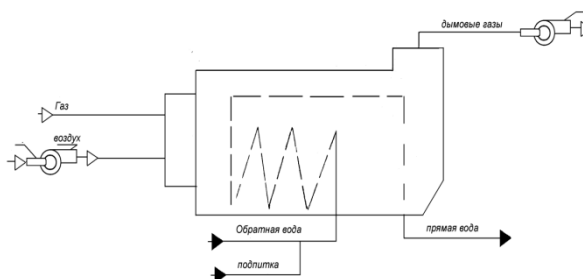 дымовые газы
Газ
воздух
Обратная вода
прямая вода
подпитка